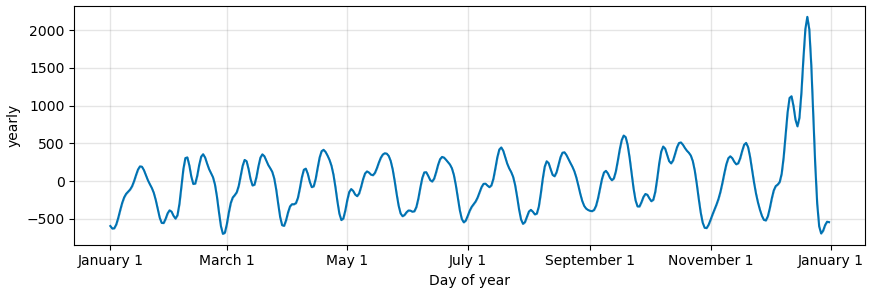 2000
1500
1000
500
0
−500
yearly
January 1 March 1 May 1 July 1 September 1 November 1 January 1
Day of year